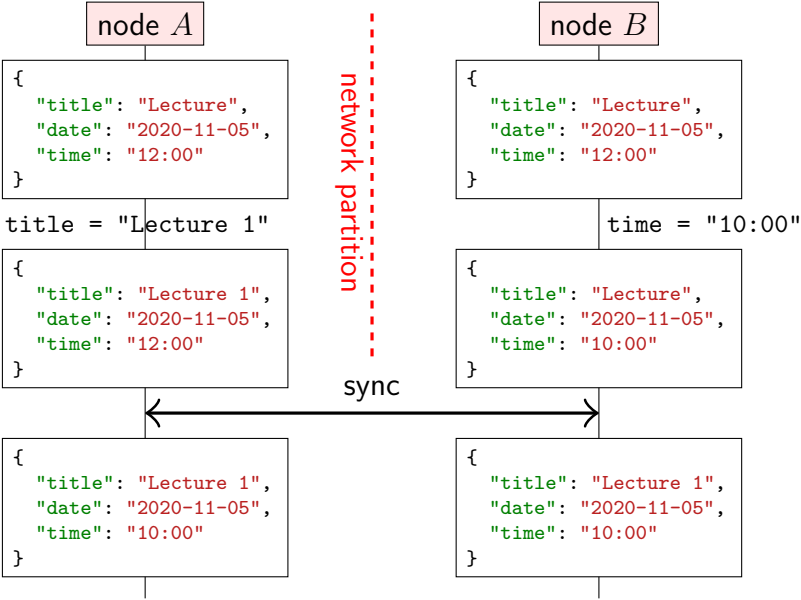 node A
node B
{
"title": "Lecture",
"date": "2020-11-05",
"time": "12:00"
}
{
"title": "Lecture",
"date": "2020-11-05",
"time": "12:00"
}
network partition
title = "Lecture 1"
time = "10:00"
{
"title": "Lecture 1",
"date": "2020-11-05",
"time": "12:00"
}
{
"title": "Lecture",
"date": "2020-11-05",
"time": "10:00"
}
sync
{
"title": "Lecture 1",
"date": "2020-11-05",
"time": "10:00"
}
{
"title": "Lecture 1",
"date": "2020-11-05",
"time": "10:00"
}